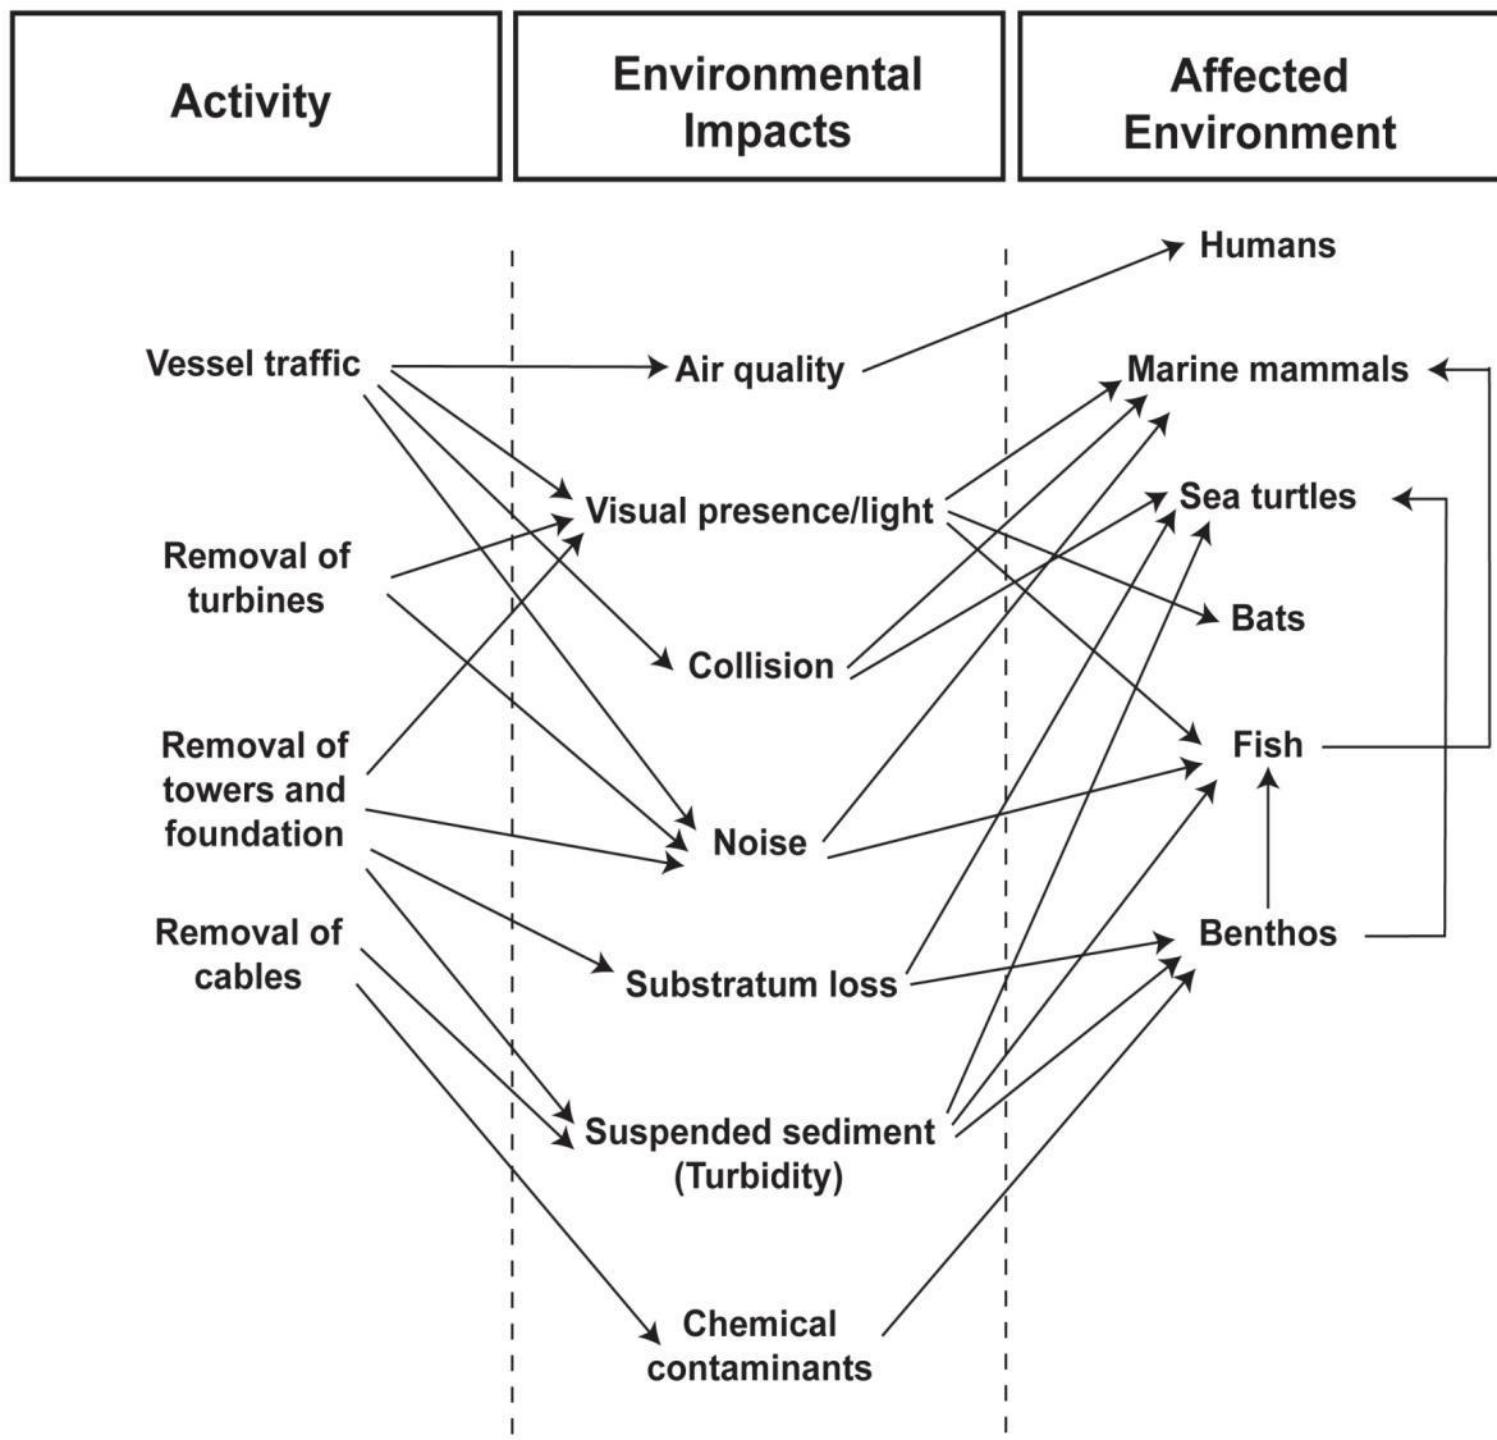 Activity
Environmental
Impacts
Affected
Environment
Vessel traffic
Removal of
turbines
Removal of
towers and
foundation
Removal of
cables
Air quality
Visual presence/light
Collision
Noise
Substratum loss
Suspended sediment
(Turbidity)
Chemical
contaminants
Humans
Marine mammals
Sea turtles
Bats
Fish
Benthos